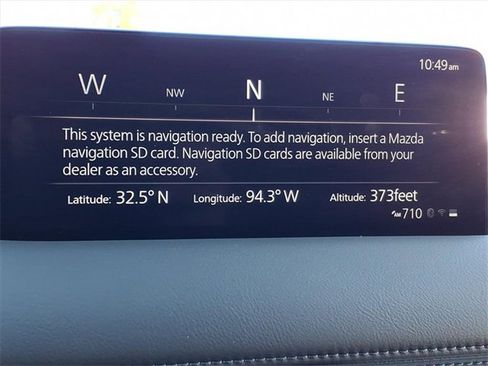 10:49am
W NW N NE E
This system is navigation ready. To add navigation, insert a Mazda
navigation SD card. Navigation SD cards are available from your
dealer as an accessory.
Latitude: 32.5° N Longitude: 94.3° W Altitude: 373feet
AM 710